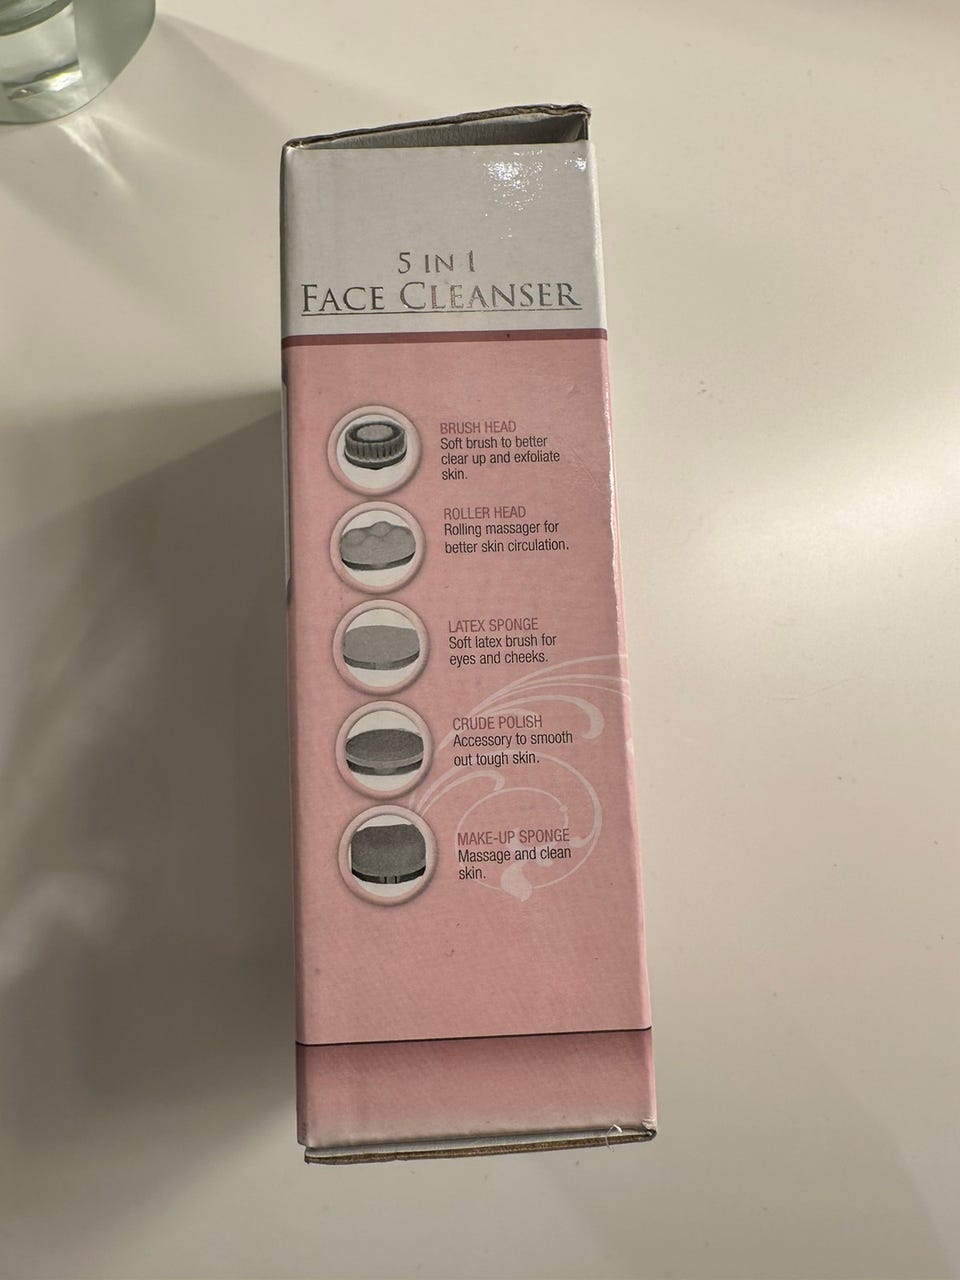 5 IN 1
FACE CLEANSER
BRUSH HEAD
Soft brush to better
clear up and exfoliate
skin.
ROLLER HEAD
Rolling massager for
better skin circulation.
LATEX SPONGE
Soft latex brush for
eyes and cheeks.
CRUDE POLISH
Accessory to smooth
out tough skin.
MAKE-UP SPONGE
Massage and clean
skin.